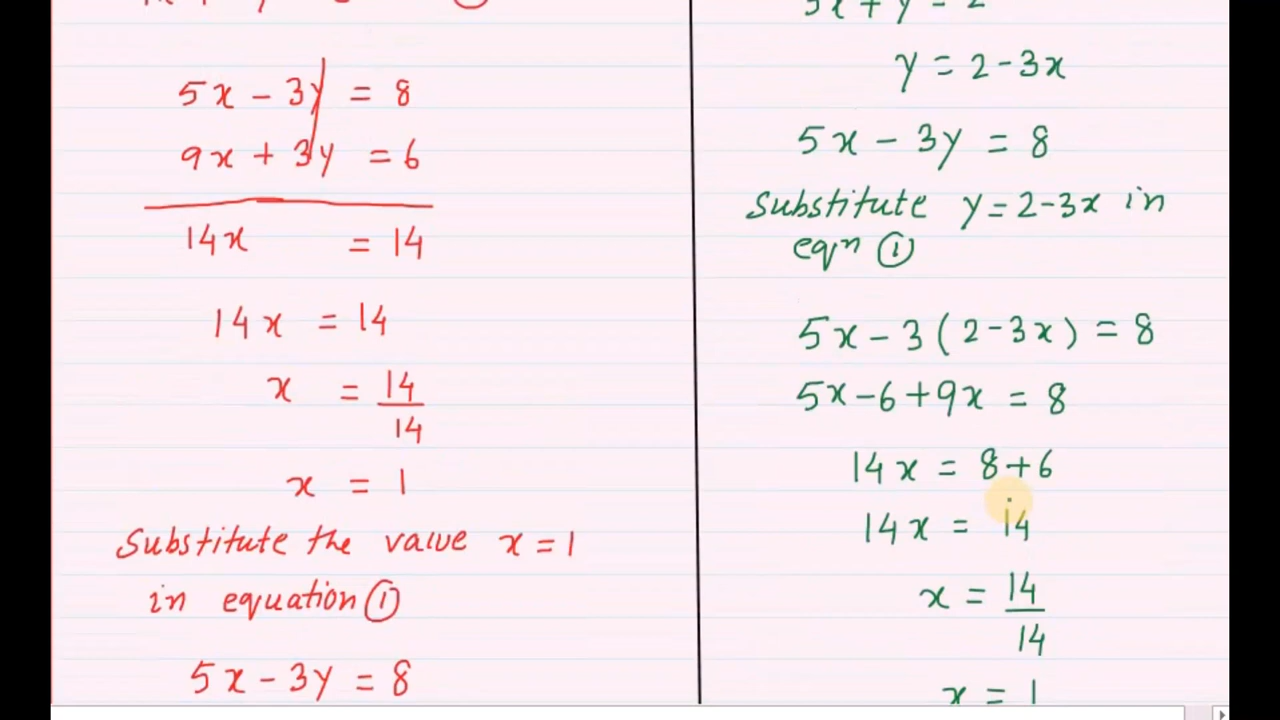 5x - 3y = 8
9x + 3y = 6
14x = 14
14x = 14
x = 14/14
x = 1
Substitute the value x = 1
in equation ①
5x - 3y = 8
y = 2 - 3x
5x - 3y = 8
Substitute y = 2 - 3x in
eqn ①
5x - 3 ( 2 - 3x ) = 8
5x - 6 + 9x = 8
14x = 8 + 6
14x = 14
x = 14/14
x = 1